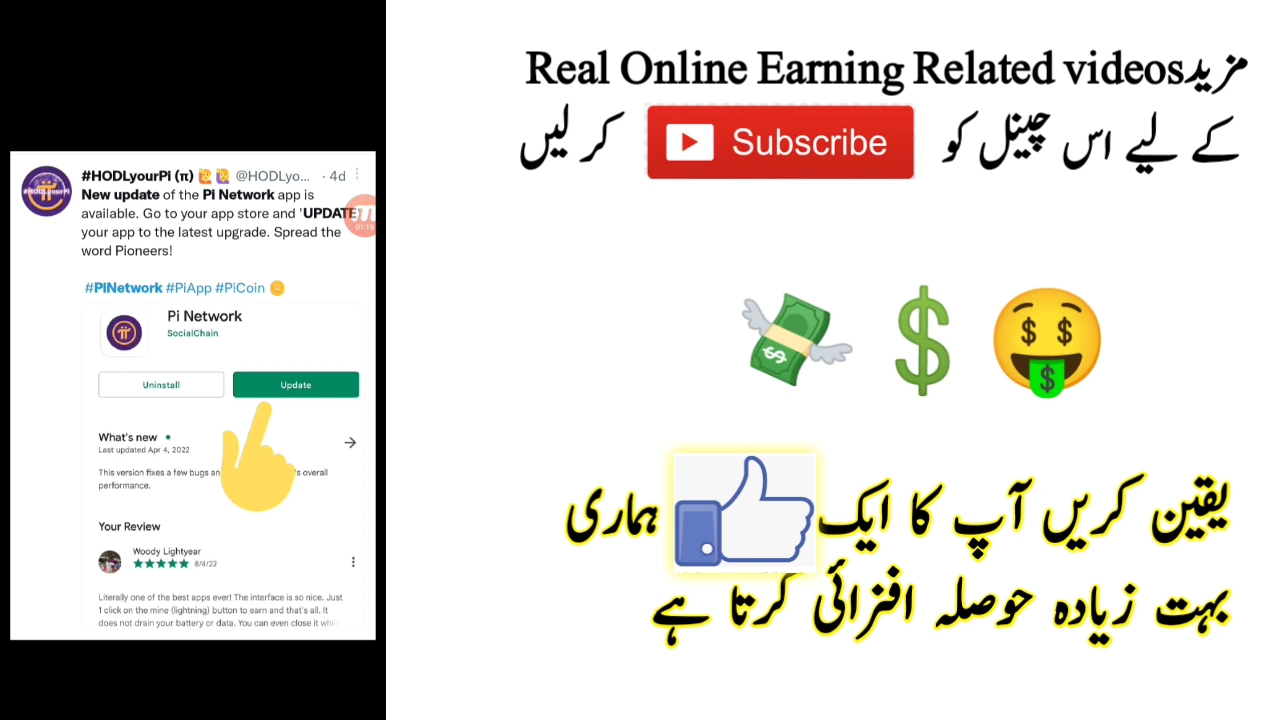 #HODLyourPi (π) 🙋 🙋‍♀️ @HODLyo... · 4d
New update of the Pi Network app is
available. Go to your app store and 'UPDATE'
your app to the latest upgrade. Spread the
word Pioneers!
#PiNetwork #PiApp #PiCoin
Pi Network
SocialChain
Uninstall
Update
What's new
Last updated Apr 4, 2022
This version fixes a few bugs overall
performance.
Your Review
Woody Lightyear
★★★★★ 8/4/22
Literally one of the best apps ever! The interface is so nice. Just
1 click on the mine (lightning) button to earn and that's all. It
does not drain your battery or data. You can even close it
#HODLyourPi
01:15
مزید Real Online Earning Related videos
کے لیے اس چینل کو Subscribe کر لیں
یقین کریں آپ کا ایک ہماری
بہت زیادہ حوصلہ افزائی کرتا ہے